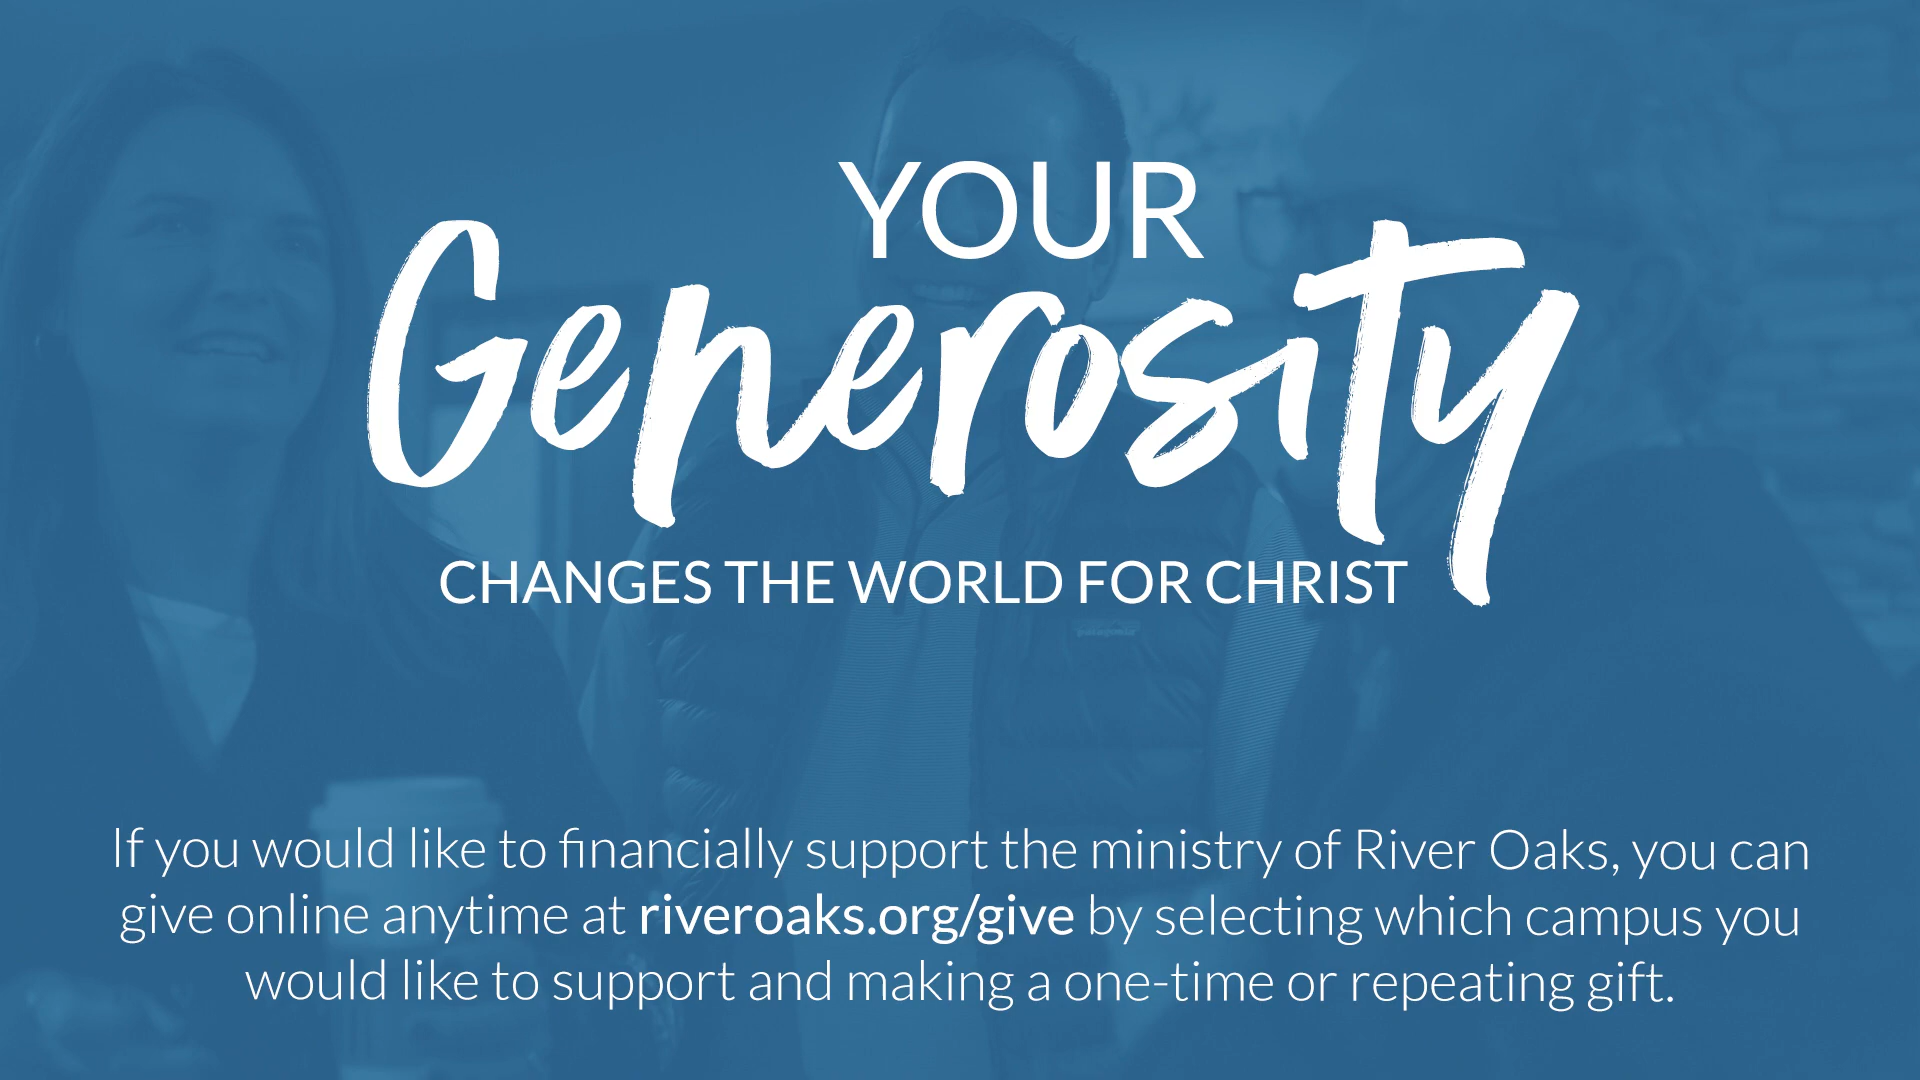 YOUR
Generosity
CHANGES THE WORLD FOR CHRIST
If you would like to financially support the ministry of River Oaks, you can
give online anytime at riveroaks.org/give by selecting which campus you
would like to support and making a one-time or repeating gift.